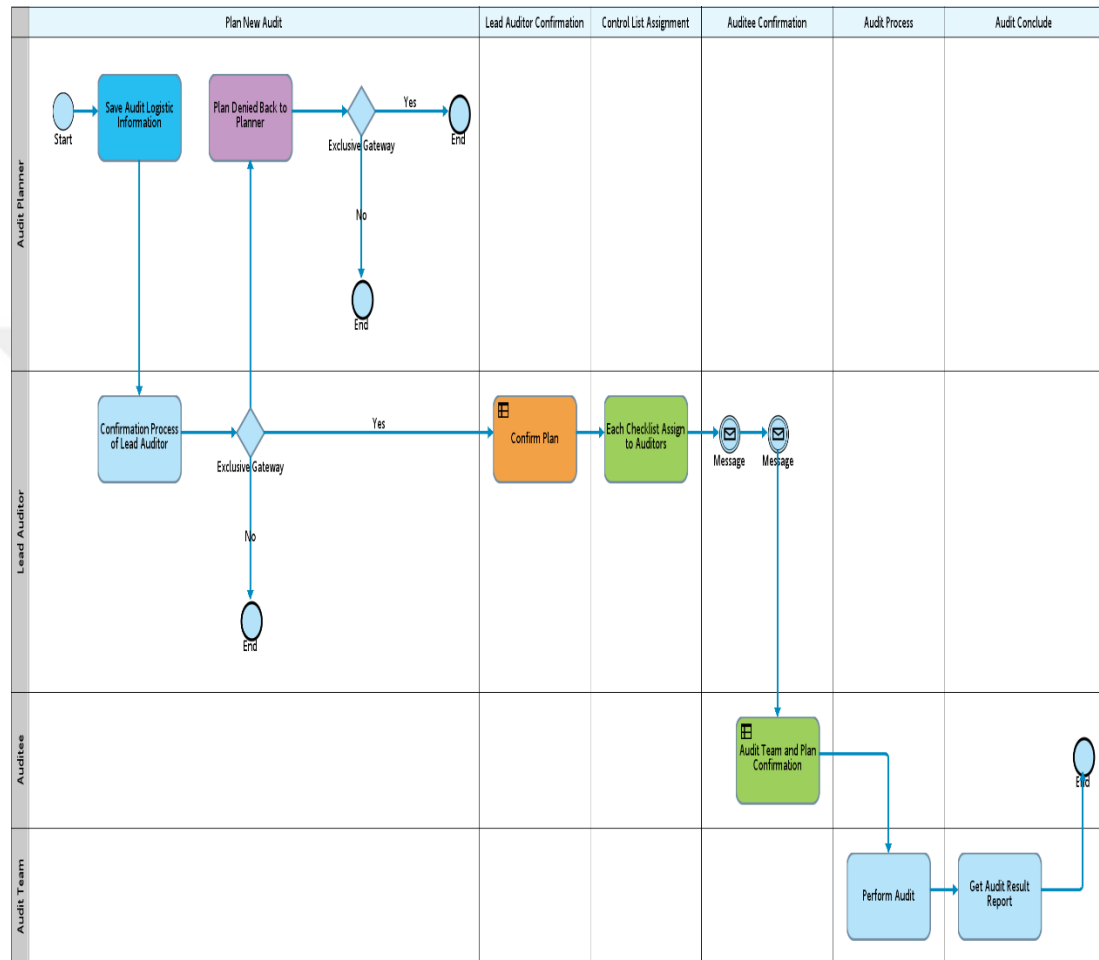 Plan New Audit
Lead Auditor Confirmation
Control List Assignment
Auditee Confirmation
Audit Process
Audit Conclude
Audit Planner
Start
Save Audit Logistic
Information
Plan Denied Back to
Planner
Exclusive Gateway
Yes
End
No
End
Lead Auditor
Confirmation Process
of Lead Auditor
Exclusive Gateway
Yes
No
End
Confirm Plan
Each Checklist Assign
to Auditors
Message
Message
Auditee
Audit Team and Plan
Confirmation
End
Audit Team
Perform Audit
Get Audit Result
Report